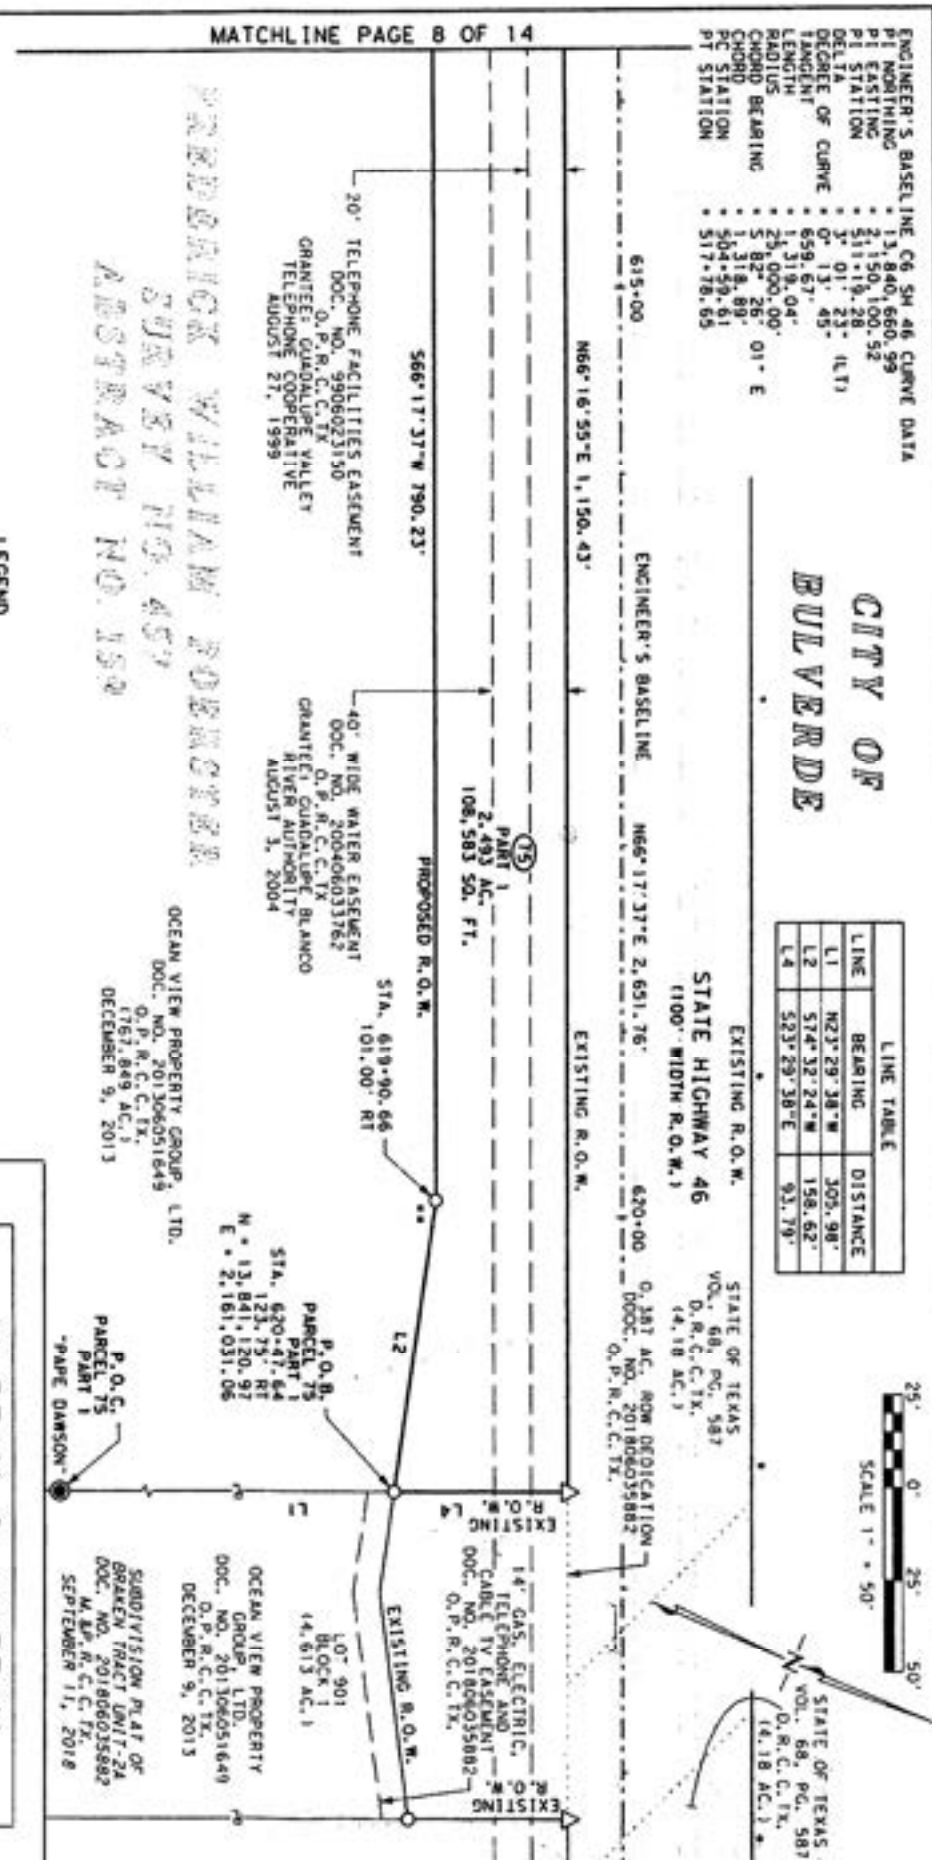 MATCHLINE PAGE 8 OF 14
ENGINEER'S BASELINE C6 SH 46 CURVE DATA
PI NORTHING = 13,840,660.99
PI EASTING = 2,150,100.52
PI STATION = 511+19.28
DELTA = 3° 01' 23" (LT)
DEGREE OF CURVE = 0° 13' 45"
TANGENT = 659.67'
LENGTH = 1,319.04'
RADIUS = 25,000.00'
CHORD BEARING = S 82° 26' 01" E
CHORD = 1,318.89'
PC STATION = 504+59.61
PT STATION = 517+78.65
CITY OF
BULVERDE
LINE TABLE
LINE BEARING DISTANCE
L1 N23°29'38"W 305.98'
L2 S74°32'24"W 158.62'
L4 S23°29'38"E 93.79'
25' 0' 25' 50'
SCALE 1" = 50'
N
STATE OF TEXAS
VOL. 68, PG. 587
D.R.C.C.TX.
(4.18 AC.)
STATE OF TEXAS
VOL. 68, PG. 587
D.R.C.C.TX.
(4.18 AC.)
EXISTING R.O.W.
STATE HIGHWAY 46
(100' WIDTH R.O.W.)
615+00
ENGINEER'S BASELINE
N66°17'37"E 2,651.76'
620+00
0.387 AC. ROW DEDICATION
DOOC. NO. 201806035882
O.P.R.C.C.TX.
N66°16'55"E 1,150.43'
EXISTING R.O.W.
75
PART 1
2.493 AC.
108,583 SQ. FT.
S66°17'37"W 790.23'
PROPOSED R.O.W.
20' TELEPHONE FACILITIES EASEMENT
DOC. NO. 9906023150
O.P.R.C.C.TX
GRANTEE: GUADALUPE VALLEY
TELEPHONE COOPERATIVE
AUGUST 27, 1999
40' WIDE WATER EASEMENT
DOC. NO. 200406033762
O.P.R.C.C.TX
GRANTEE: GUADALUPE BLANCO
RIVER AUTHORITY
AUGUST 3, 2004
STA. 619+90.66
101.00' RT
**
L2
EXISTING
R.O.W. L4
14' GAS, ELECTRIC,
TELEPHONE AND
CABLE TV EASEMENT
DOC. NO. 201806035882
O.P.R.C.C.TX.
EXISTING
R.O.W.
EXISTING R.O.W.
P.O.B.
PARCEL 75
PART 1
STA. 620+47.64
123.75' RT
N = 13,841,120.97
E = 2,161,031.06
L1
LOT 901
BLOCK 1
(4.613 AC.)
OCEAN VIEW PROPERTY
GROUP, LTD.
DOC. NO. 201306051649
O.P.R.C.C.TX.
DECEMBER 9, 2013
FREDERICK WILLIAM FOERSTER
SURVEY NO. 457
ABSTRACT NO. 159
OCEAN VIEW PROPERTY GROUP, LTD.
DOC. NO. 201306051649
O.P.R.C.C.TX.
(767.849 AC.)
DECEMBER 9, 2013
P.O.C.
PARCEL 75
PART 1
"PAPE DAWSON"
SUBDIVISION PLAT OF
BRAKEN TRACT UNIT-2A
DOC. NO. 201806035882
M.&P.R.C.C.TX.
SEPTEMBER 11, 2018
LEGEND